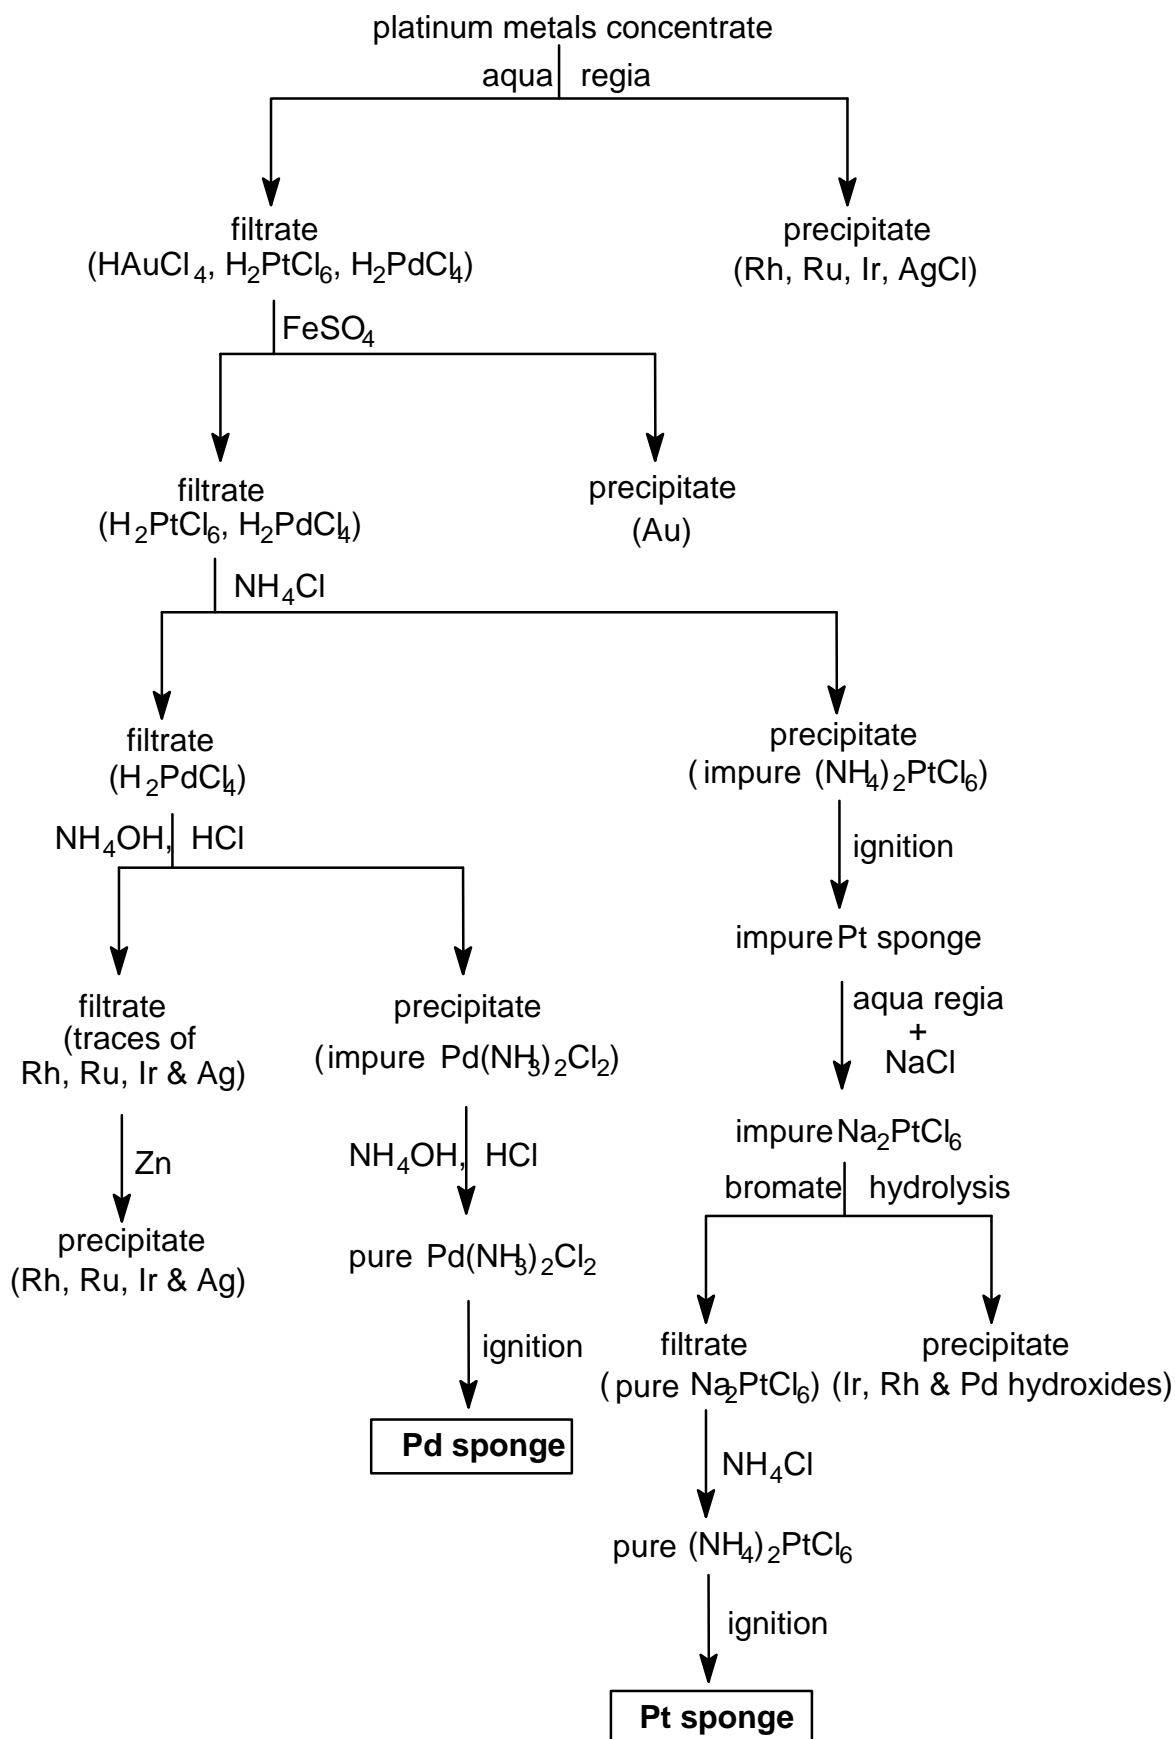 platinum metals concentrate
aqua regia
filtrate
(HAuCl₄, H₂PtCl₆, H₂PdCl₄)
precipitate
(Rh, Ru, Ir, AgCl)
FeSO₄
filtrate
(H₂PtCl₆, H₂PdCl₄)
precipitate
(Au)
NH₄Cl
filtrate
(H₂PdCl₄)
precipitate
(impure (NH₄)₂PtCl₆)
NH₄OH, HCl
ignition
impure Pt sponge
filtrate
(traces of
Rh, Ru, Ir & Ag)
precipitate
(impure Pd(NH₃)₂Cl₂)
aqua regia
+
NaCl
impure Na₂PtCl₆
Zn
NH₄OH, HCl
bromate hydrolysis
precipitate
(Rh, Ru, Ir & Ag)
pure Pd(NH₃)₂Cl₂
ignition
filtrate
(pure Na₂PtCl₆)
precipitate
(Ir, Rh & Pd hydroxides)
Pd sponge
NH₄Cl
pure (NH₄)₂PtCl₆
ignition
Pt sponge